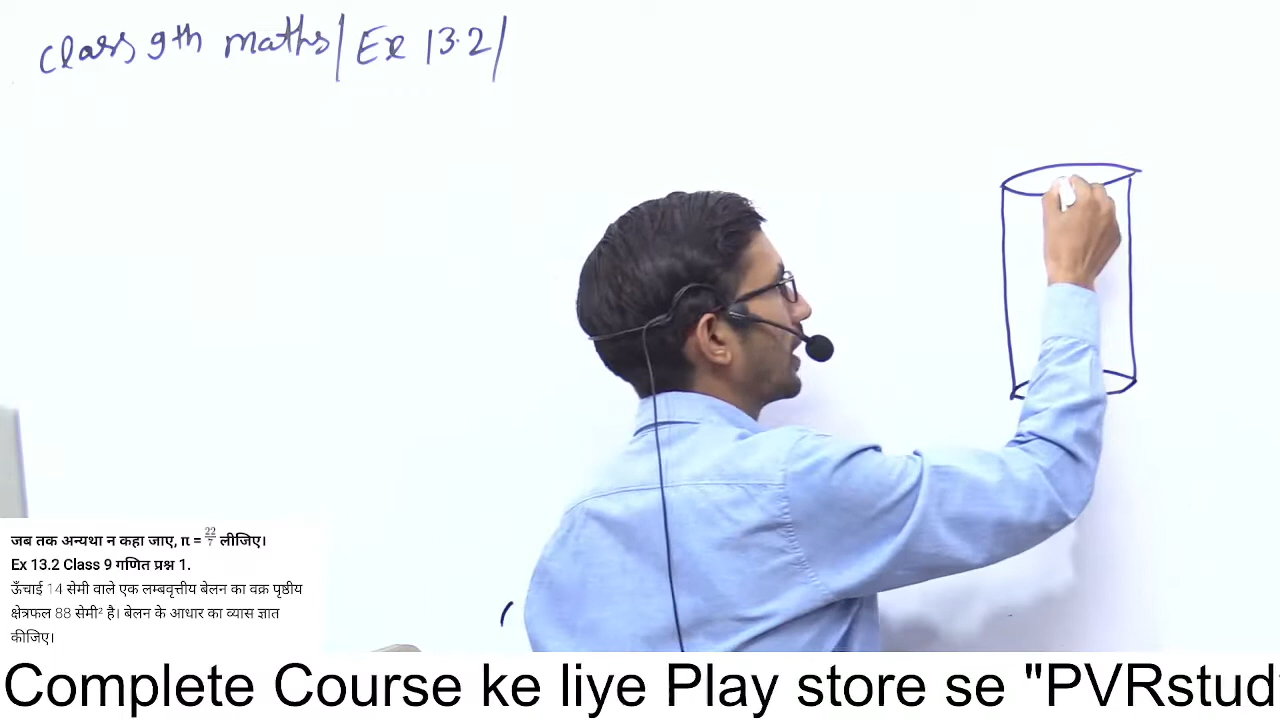 class 9th maths/ Ex 13.2/
जब तक अन्यथा न कहा जाए, π = 22/7 लीजिए।
Ex 13.2 Class 9 गणित प्रश्न 1.
ऊँचाई 14 सेमी वाले एक लम्बवृत्तीय बेलन का वक्र पृष्ठीय
क्षेत्रफल 88 सेमी² है। बेलन के आधार का व्यास ज्ञात
कीजिए।
Complete Course ke liye Play store se "PVRstud